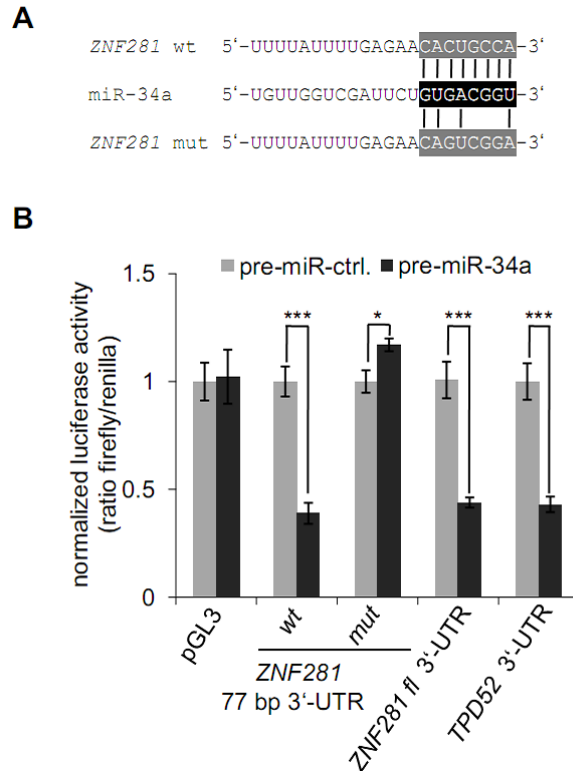 A
ZNF281 wt 5‘-UUUUAUUUUGAGAACACUGCCA-3‘
miR-34a 5‘-UGUUGGUCGAUUCUGUGACGGU-3‘
ZNF281 mut 5‘-UUUUAUUUUGAGAACAGUCGGA-3‘
B
pre-miR-ctrl. pre-miR-34a
normalized luciferase activity
(ratio firefly/renilla)
1.5
1
0.5
0
*** * *** ***
pGL3
wt
mut
ZNF281
77 bp 3‘-UTR
ZNF281 fl 3‘-UTR
TPD52 3‘-UTR